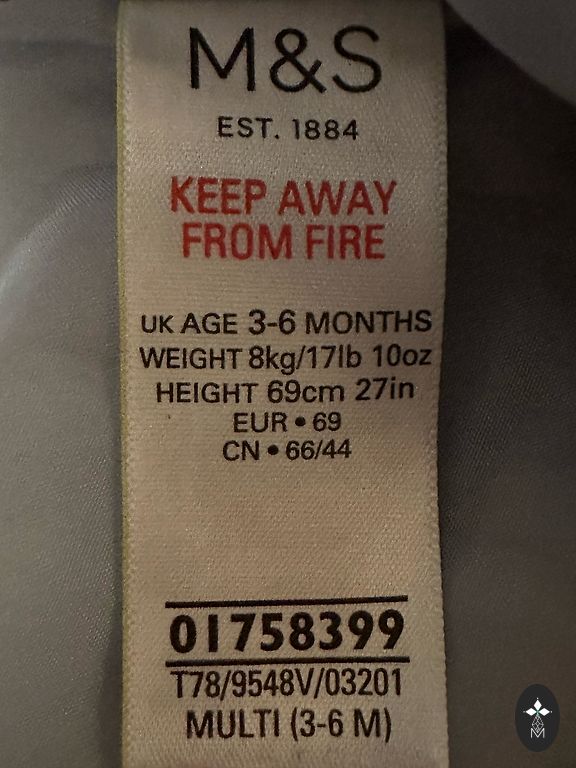 M&S
EST. 1884
KEEP AWAY
FROM FIRE
UK AGE 3-6 MONTHS
WEIGHT 8kg/17lb 10oz
HEIGHT 69cm 27in
EUR • 69
CN • 66/44
01758399
T78/9548V/03201
MULTI (3-6 M)
M